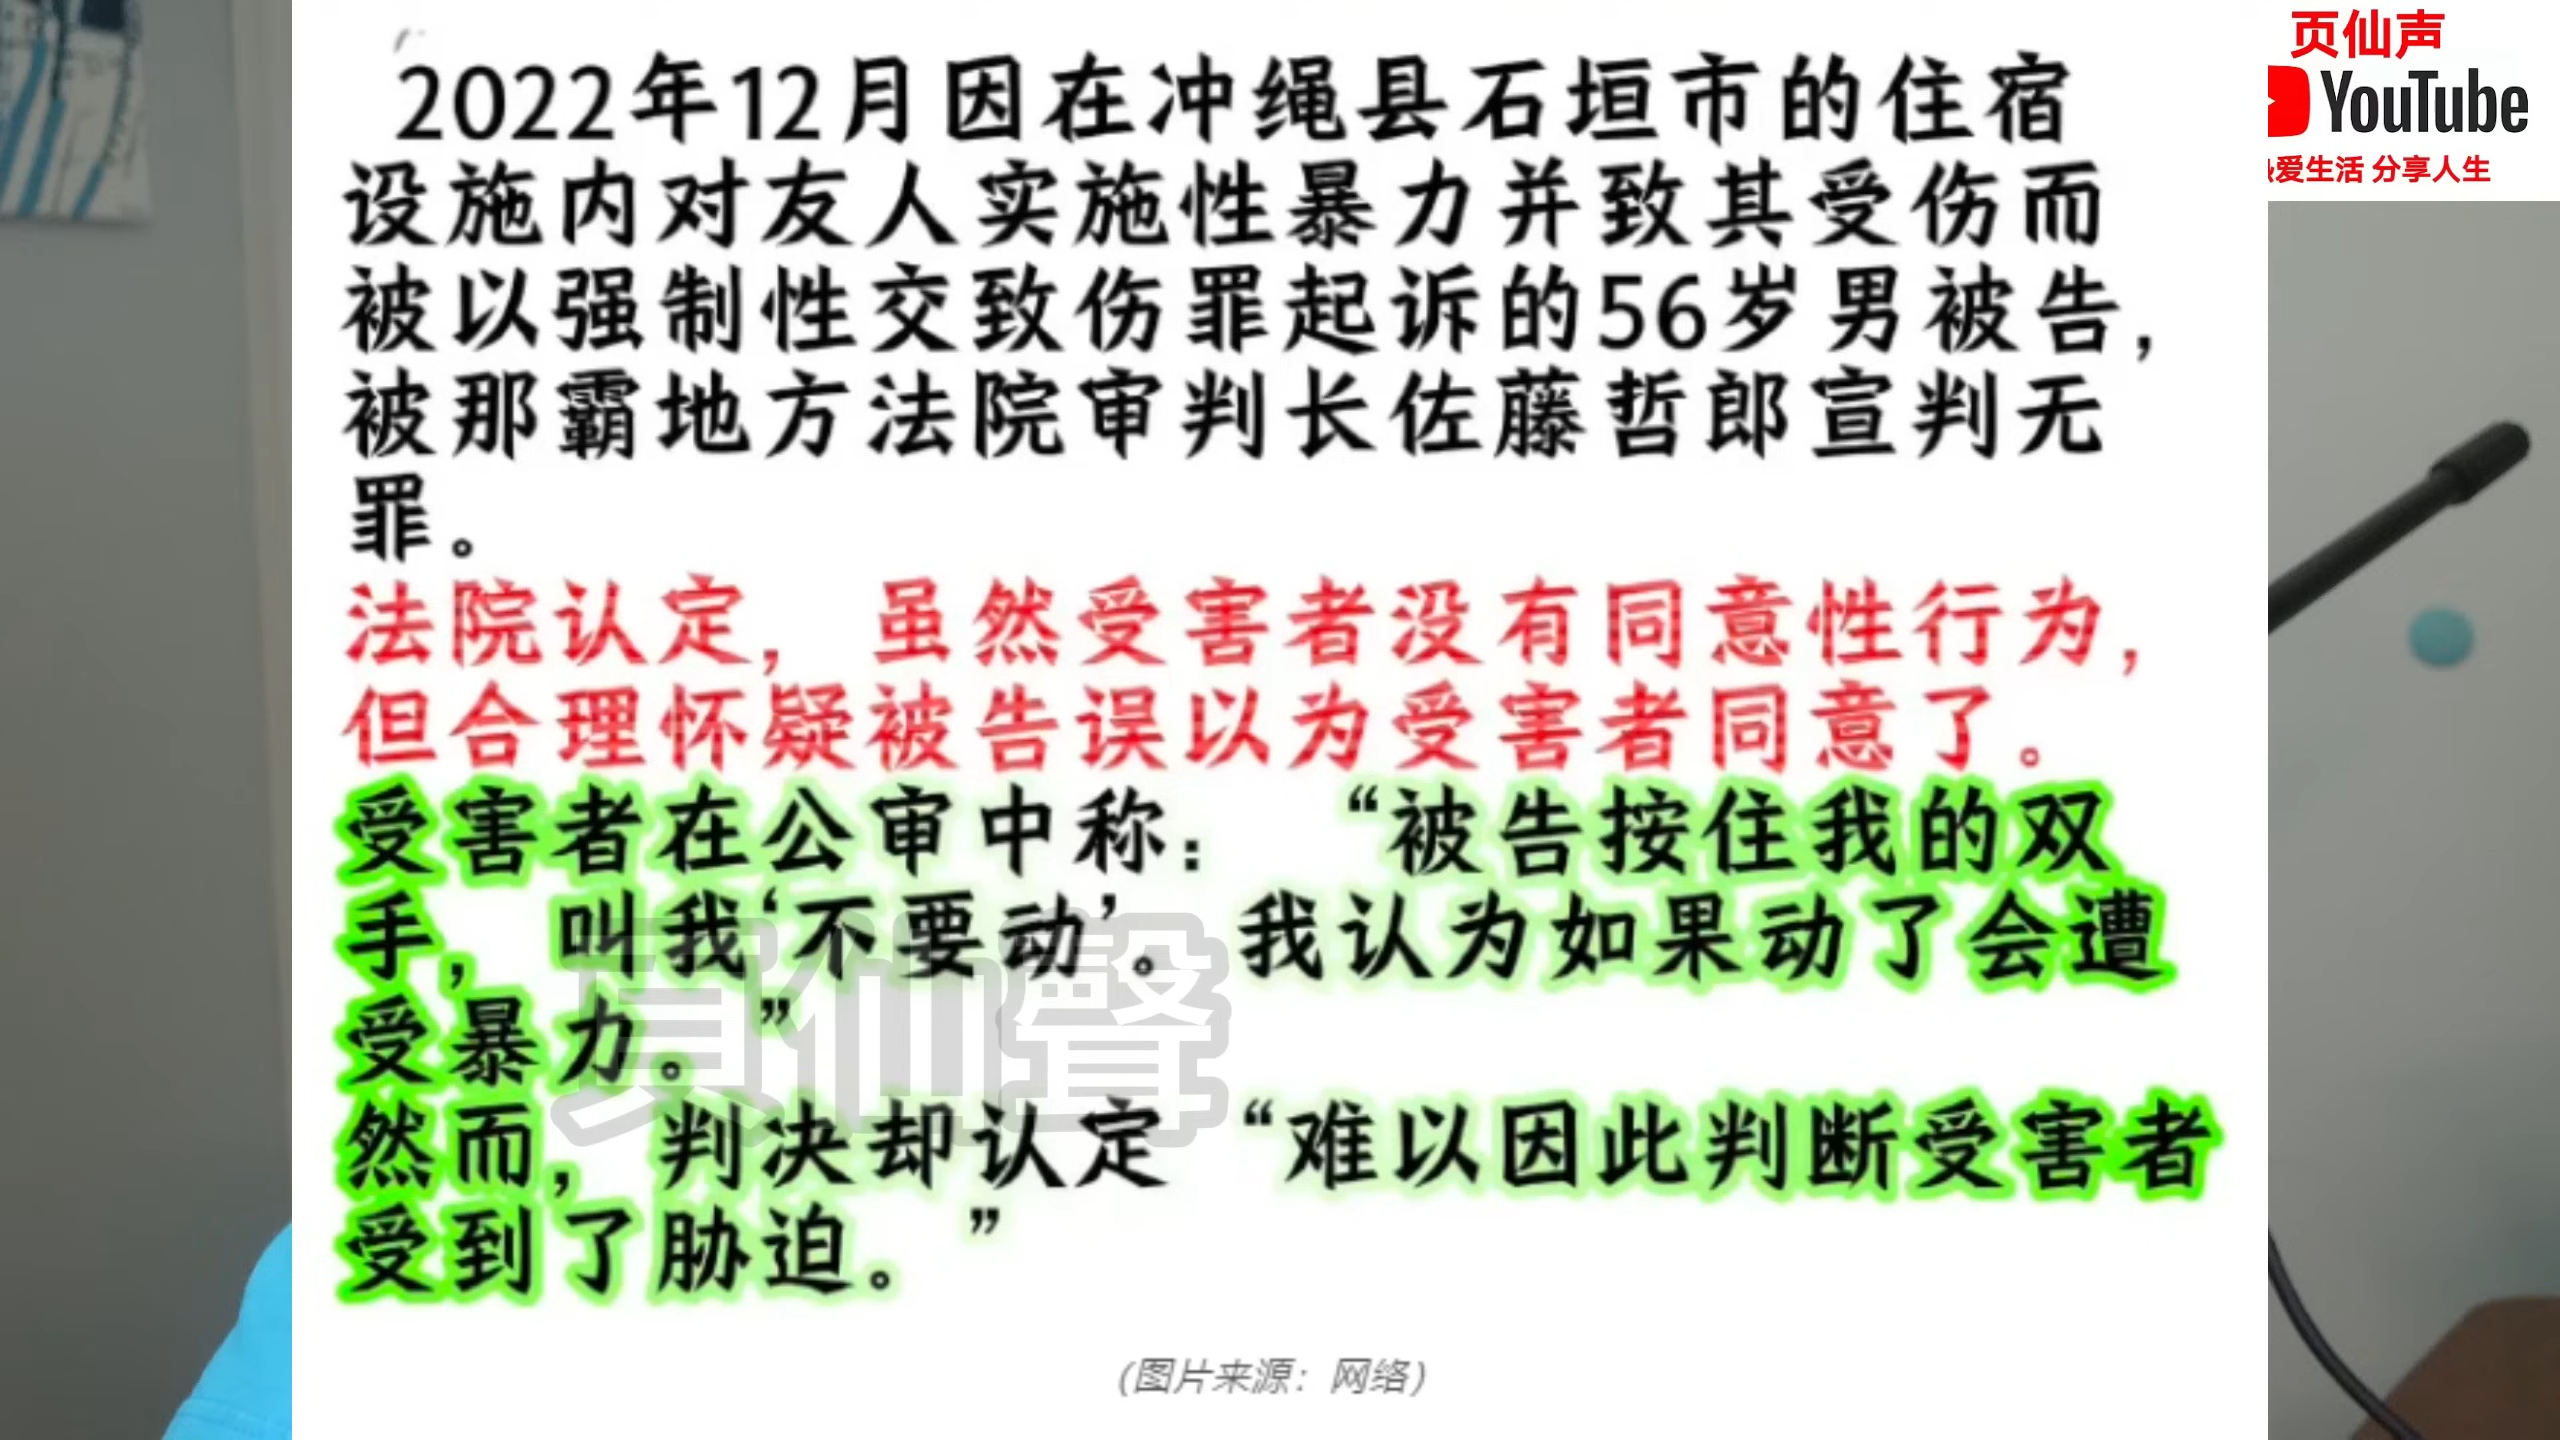 页仙声
YouTube
爱生活 分享人生
2022年12月因在冲绳县石垣市的住宿
设施内对友人实施性暴力并致其受伤而
被以强制性交致伤罪起诉的56岁男被告，
被那霸地方法院审判长佐藤哲郎宣判无
罪。
法院认定，虽然受害者没有同意性行为，
但合理怀疑被告误以为受害者同意了。
受害者在公审中称：“被告按住我的双
手，叫我‘不要动’。我认为如果动了会遭
受暴力。”
然而，判决却认定“难以因此判断受害者
受到了胁迫。”
頁仙聲
(图片来源：网络)